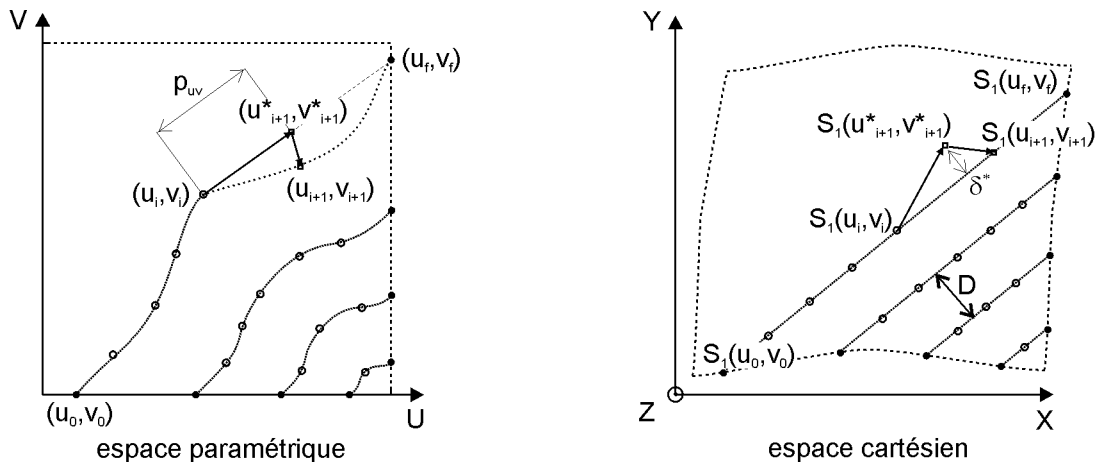 V
(u_f,v_f)
p_uv
(u*_i+1,v*_i+1)
(u_i,v_i)
(u_i+1,v_i+1)
(u_0,v_0)
U
espace paramétrique
Y
S_1(u_f,v_f)
S_1(u*_i+1,v*_i+1)
S_1(u_i+1,v_i+1)
δ*
S_1(u_i,v_i)
D
S_1(u_0,v_0)
Z
X
espace cartésien